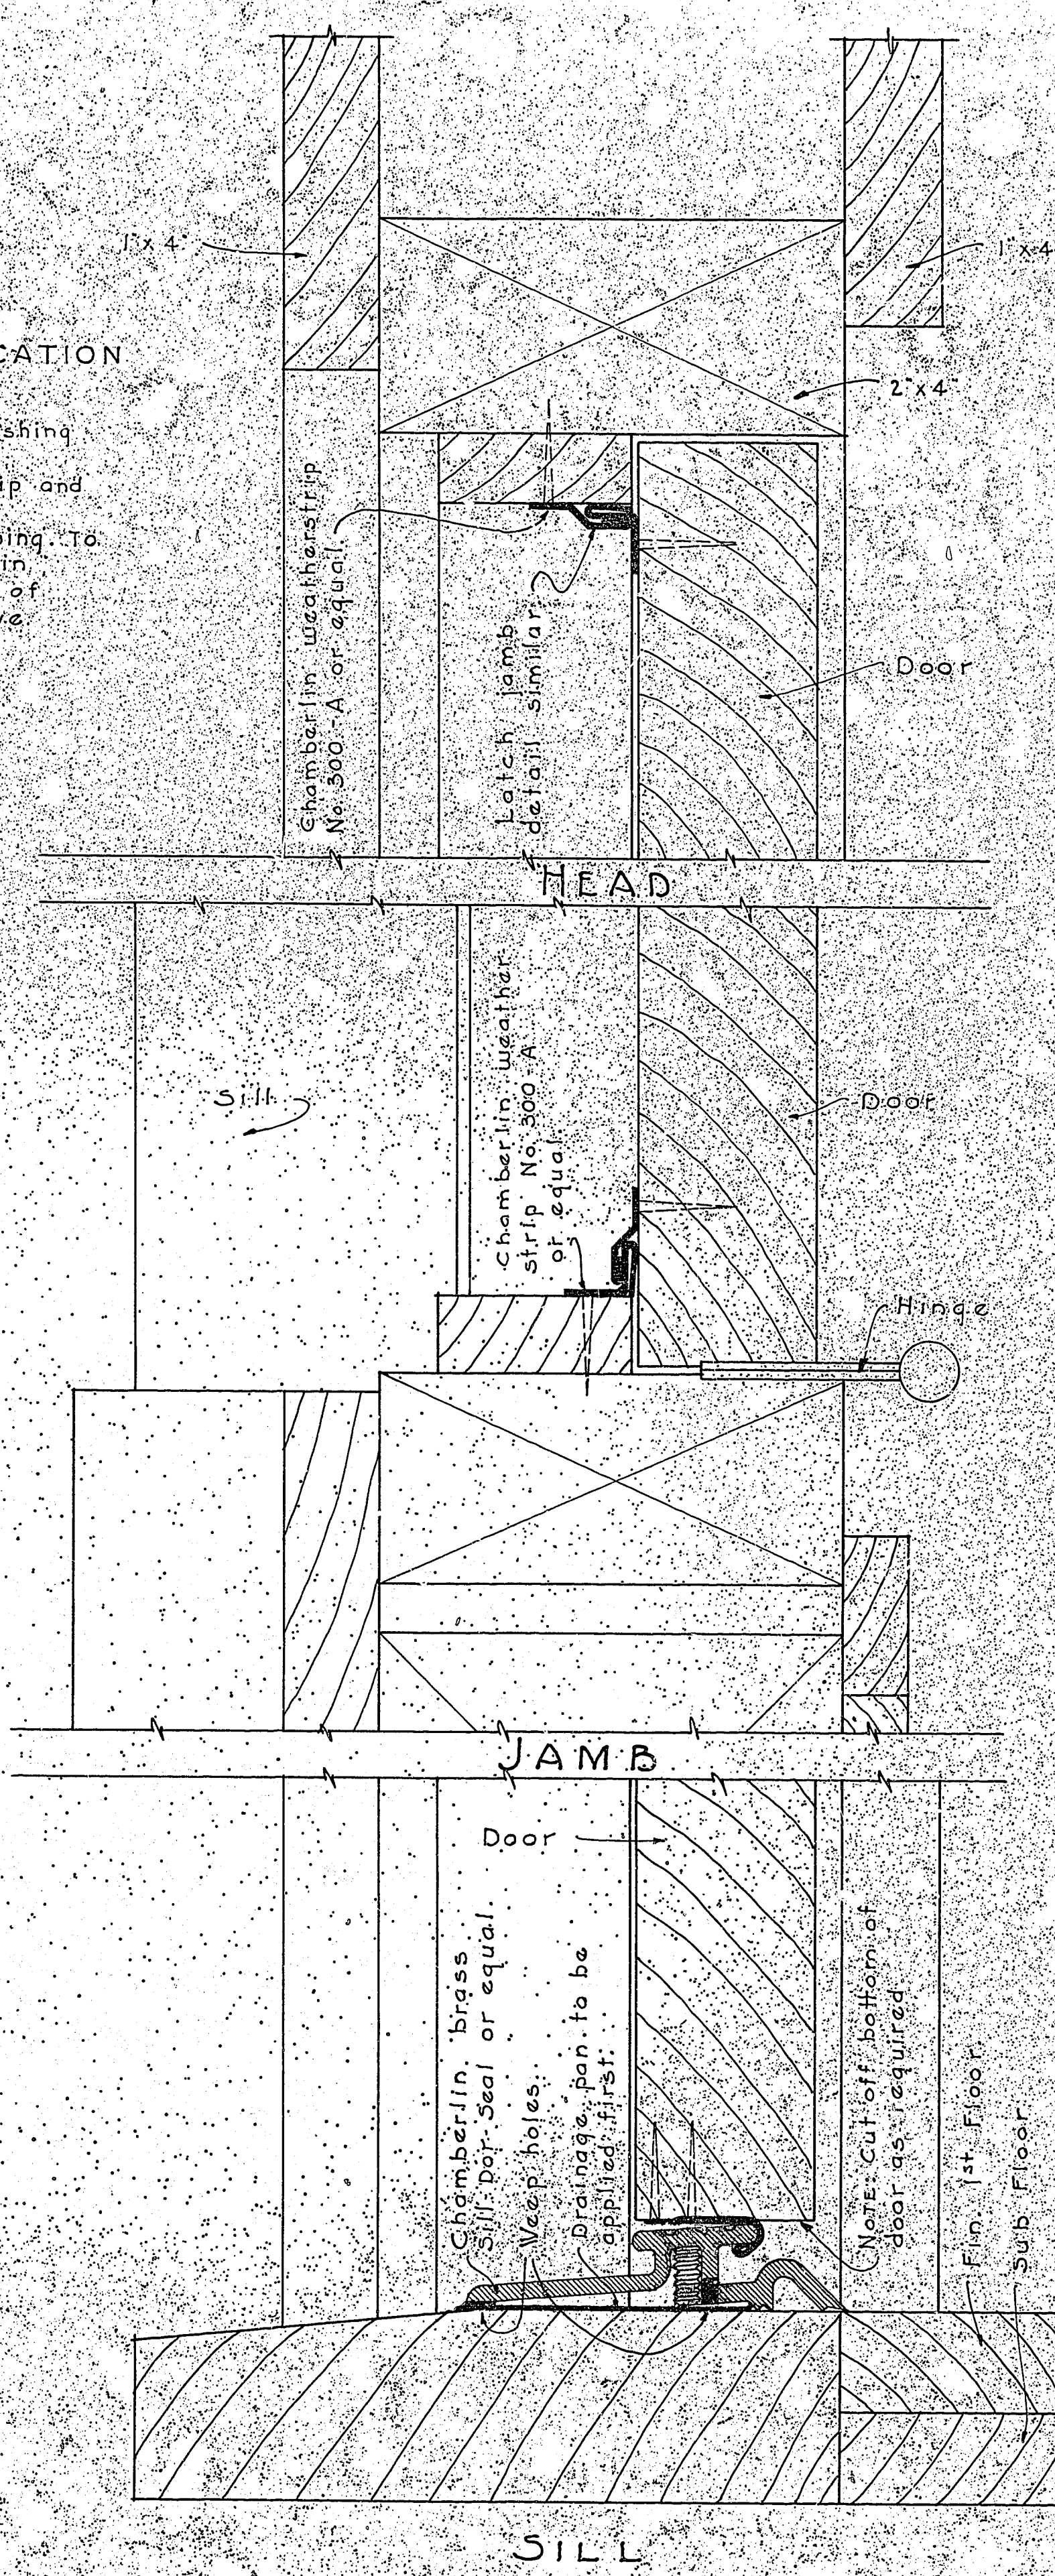 1"x 4"
1"x 4
CATION
2"x4"
shing
ip and
ing. To
in
of
ve
Chamberlin weatherstrip
No 300-A or equal
Latch jamb
detail similar
Door
HEAD
Chamberlin weather-
strip No. 300-A
or equal
Sill
Door
Hinge
JAMB
Door
Chamberlin brass
Sill Dor-Seal or equal.
Weep holes
Drainage pan to be
applied first.
NOTE: Cut off bottom of
door as required
Fin. 1st Floor
Sub Floor
SILL